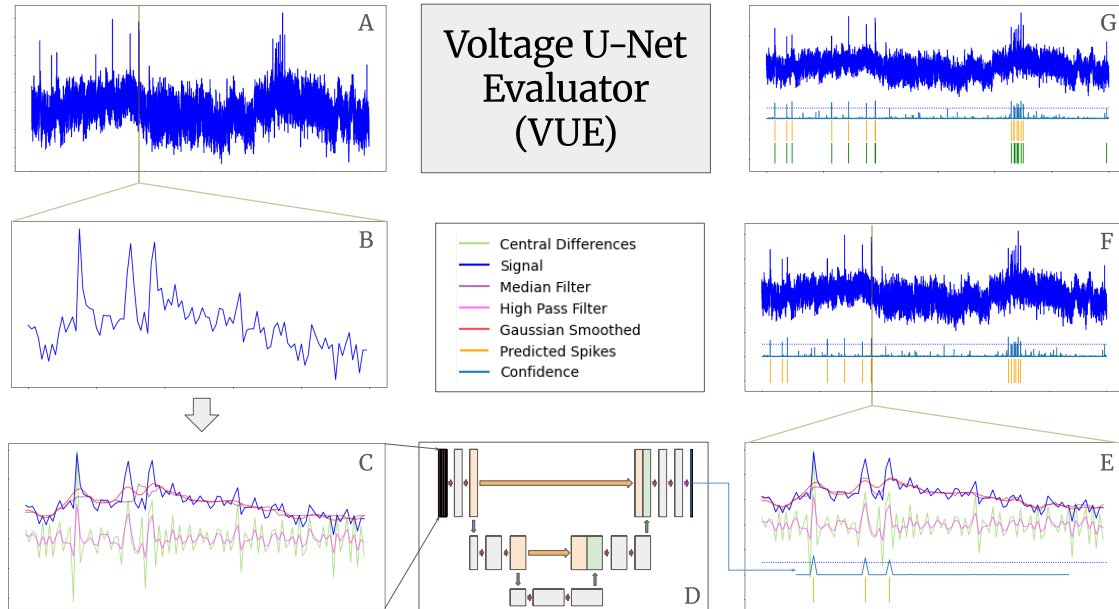 A
Voltage U-Net
Evaluator
(VUE)
G
B
Central Differences
Signal
Median Filter
High Pass Filter
Gaussian Smoothed
Predicted Spikes
Confidence
F
C
D
E